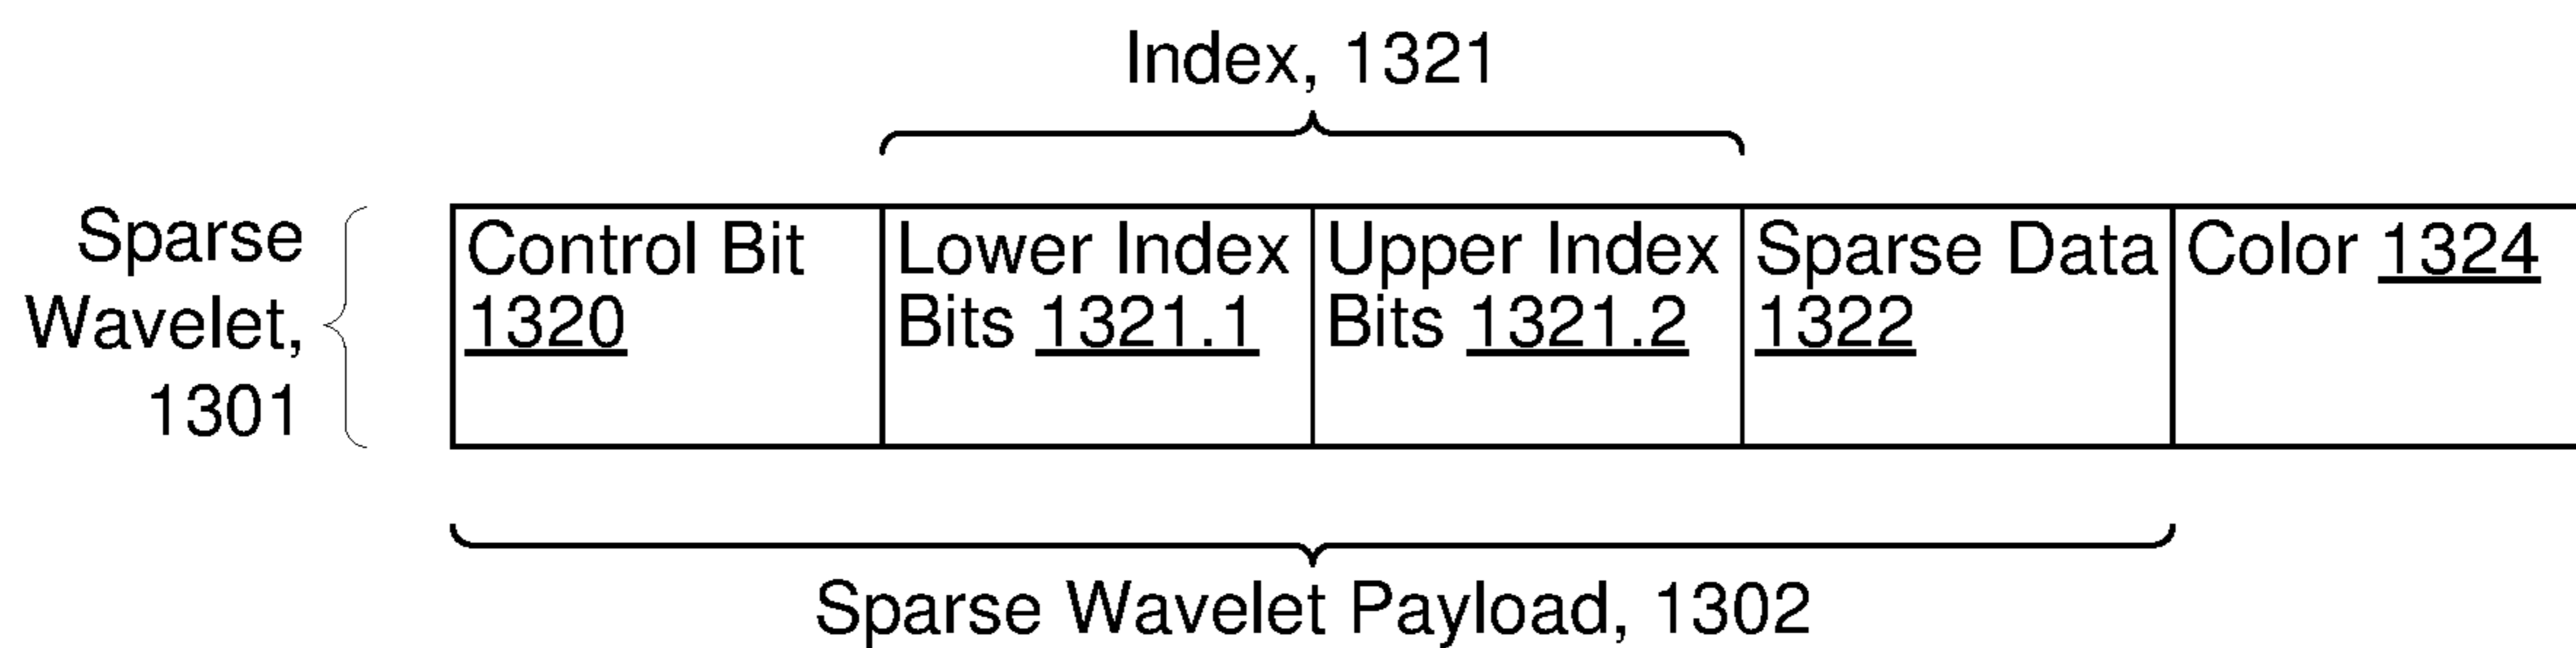 Index, 1321
Sparse
Wavelet,
1301
Control Bit
1320
Lower Index
Bits 1321.1
Upper Index
Bits 1321.2
Sparse Data
1322
Color 1324
Sparse Wavelet Payload, 1302